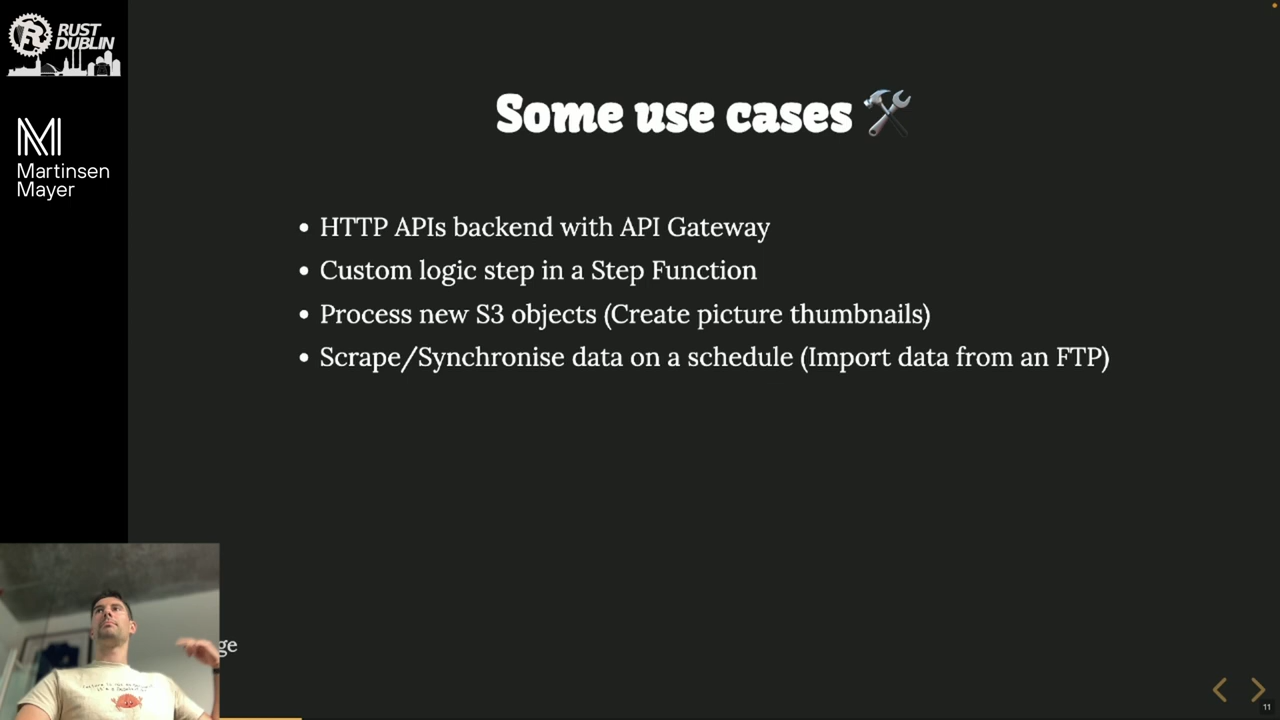 RUST
DUBLIN
Martinsen
Mayer
Some use cases
HTTP APIs backend with API Gateway
Custom logic step in a Step Function
Process new S3 objects (Create picture thumbnails)
Scrape/Synchronise data on a schedule (Import data from an FTP)
11